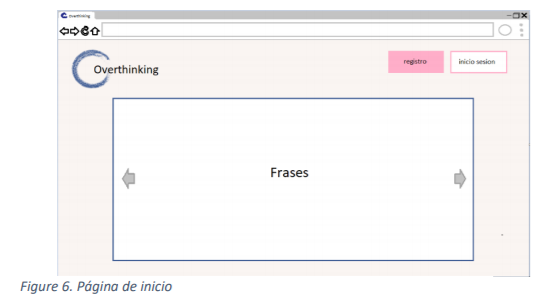 Overthinking
Overthinking
registro
inicio sesion
Frases
Figure 6. Página de inicio